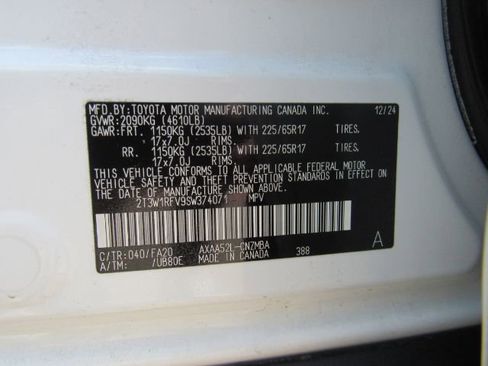 MFD.BY:TOYOTA MOTOR MANUFACTURING CANADA INC. 12/24
GVWR:2090KG (4610LB)
GAWR:FRT. 1150KG (2535LB) WITH 225/65R17 TIRES,
17x7.0J RIMS.
RR. 1150KG (2535LB) WITH 225/65R17 TIRES,
17x7.0J RIMS.
THIS VEHICLE CONFORMS TO ALL APPLICABLE FEDERAL MOTOR
VEHICLE SAFETY AND THEFT PREVENTION STANDARDS IN EFFECT
ON THE DATE OF MANUFACTURE SHOWN ABOVE.
2T3W1RFV9SW374071 MPV
C/TR:040/FA20 AXAA52L-CNZMBA
A/TM: /UB80E MADE IN CANADA 388 A